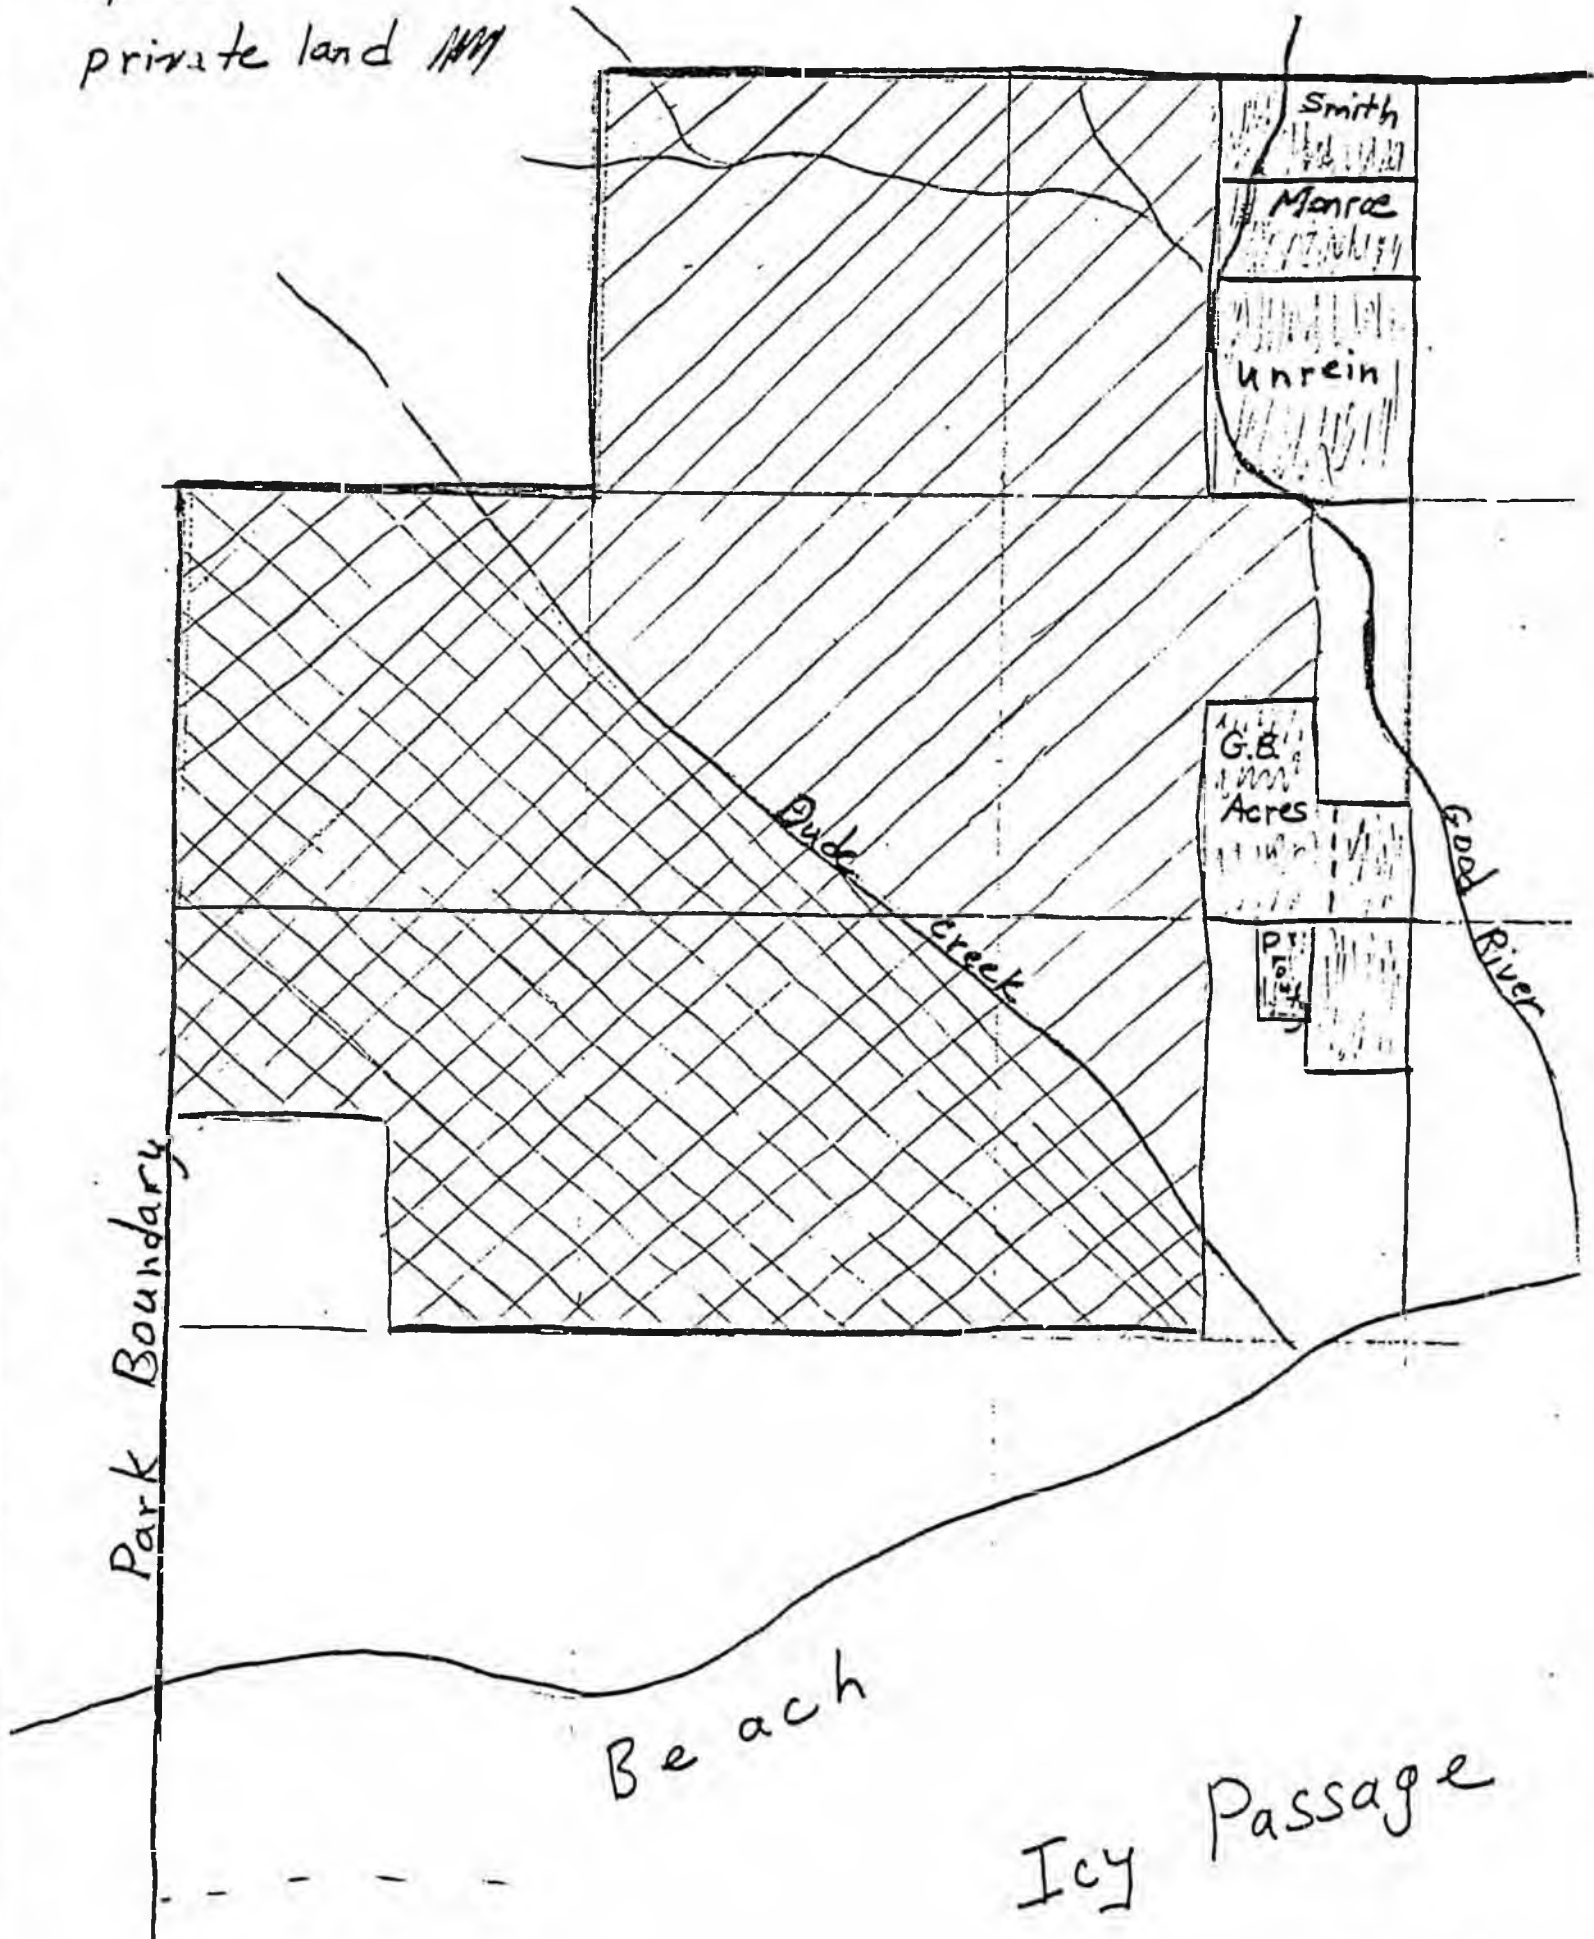 private land
Smith
Monroe
unrein
G.B.
Acres
Dude creek
Good River
Park Boundary
Beach
Icy Passage